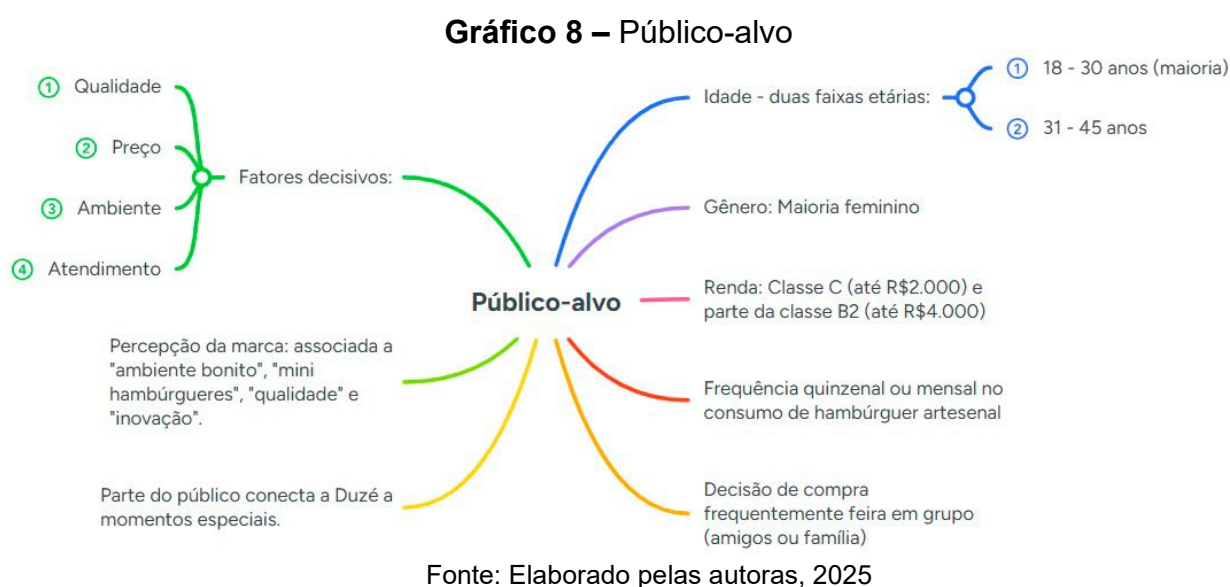 Gráfico 8 – Público-alvo
1 Qualidade
2 Preço
3 Ambiente
4 Atendimento
Fatores decisivos:
Percepção da marca: associada a
"ambiente bonito", "mini
hambúrgueres", "qualidade" e
"inovação".
Parte do público conecta a Duzé a
momentos especiais.
Público-alvo
Idade - duas faixas etárias:
1 18 - 30 anos (maioria)
2 31 - 45 anos
Gênero: Maioria feminino
Renda: Classe C (até R$2.000) e
parte da classe B2 (até R$4.000)
Frequência quinzenal ou mensal no
consumo de hambúrguer artesenal
Decisão de compra
frequentemente feira em grupo
(amigos ou família)
Fonte: Elaborado pelas autoras, 2025